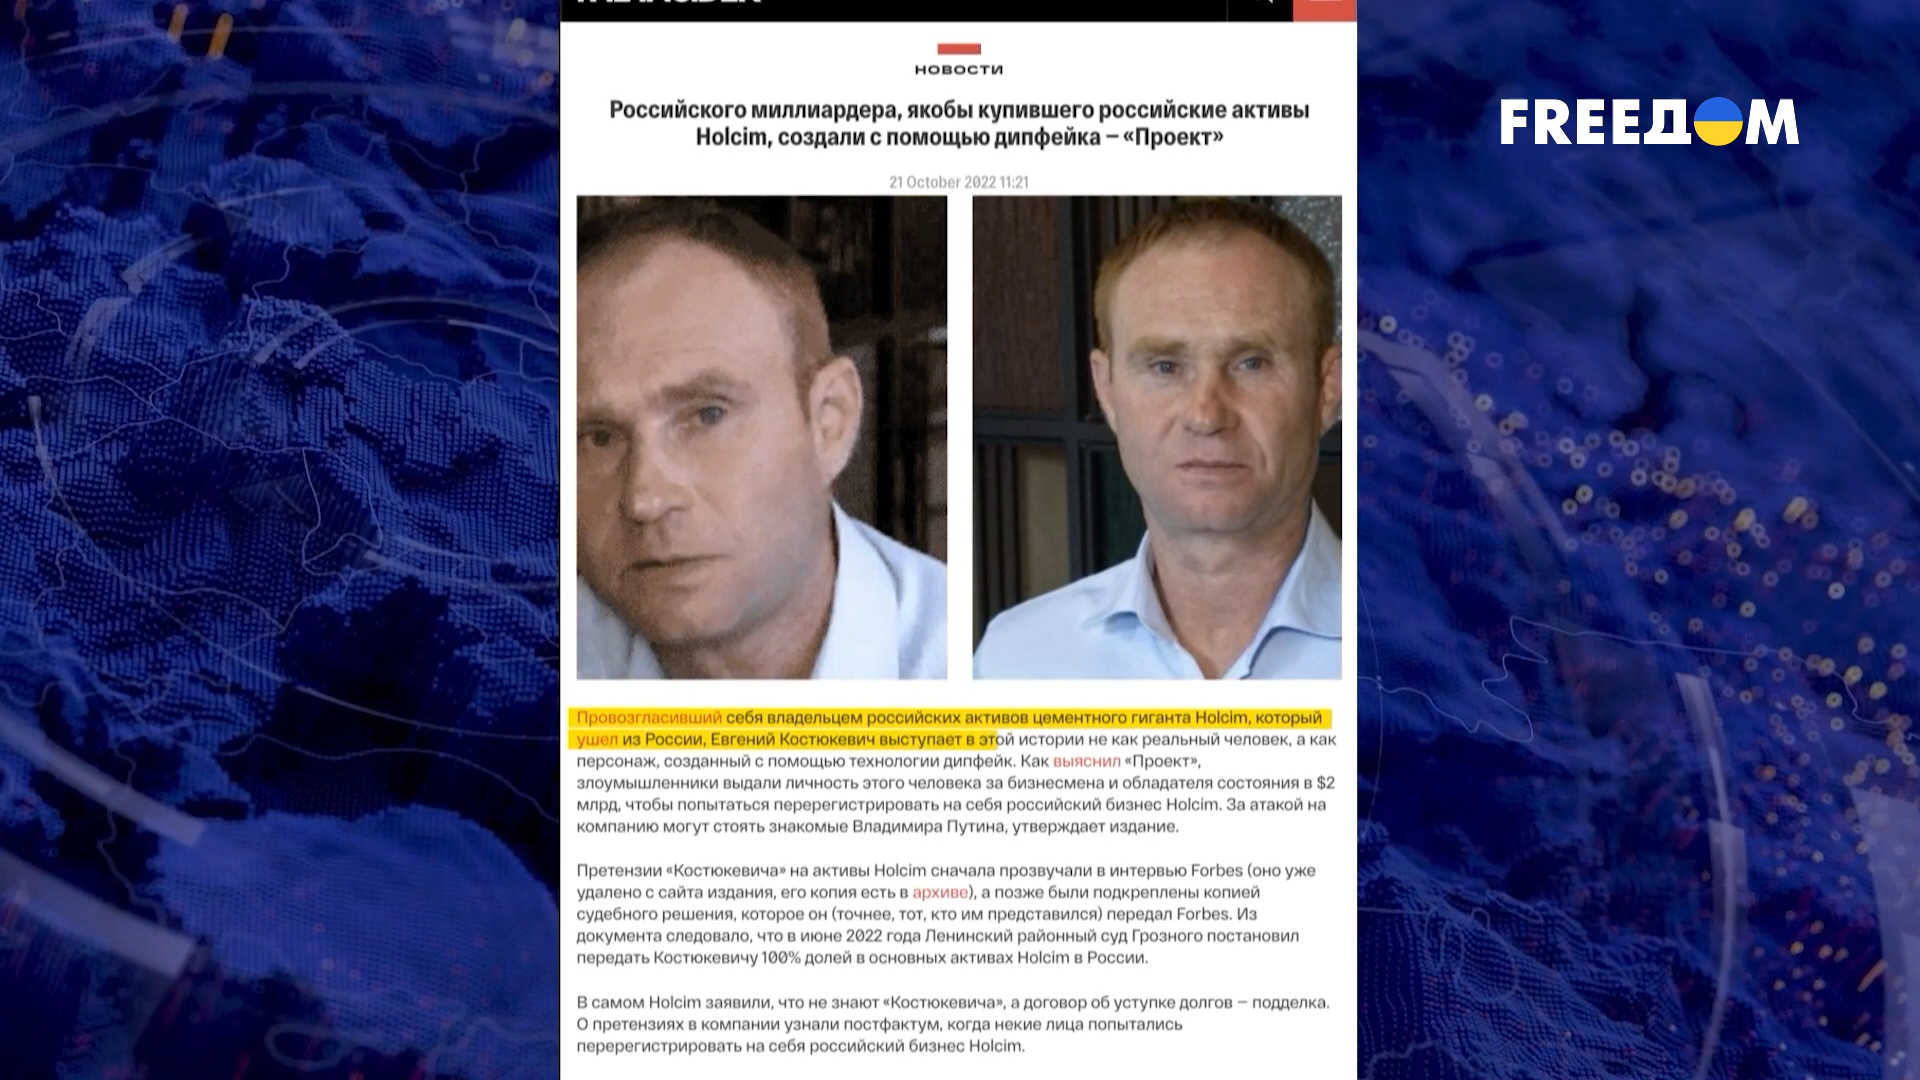 FREEДOM
НОВОСТИ
Российского миллиардера, якобы купившего российские активы
Holcim, создали с помощью дипфейка – «Проект»
21 October 2022 11:21
Провозгласивший себя владельцем российских активов цементного гиганта Holcim, который
ушел из России, Евгений Костюкевич выступает в этой истории не как реальный человек, а как
персонаж, созданный с помощью технологии дипфейк. Как выяснил «Проект»,
злоумышленники выдали личность этого человека за бизнесмена и обладателя состояния в $2
млрд, чтобы попытаться перерегистрировать на себя российский бизнес Holcim. За атакой на
компанию могут стоять знакомые Владимира Путина, утверждает издание.
Претензии «Костюкевича» на активы Holcim сначала прозвучали в интервью Forbes (оно уже
удалено с сайта издания, его копия есть в архиве), а позже были подкреплены копией
судебного решения, которое он (точнее, тот, кто им представился) передал Forbes. Из
документа следовало, что в июне 2022 года Ленинский районный суд Грозного постановил
передать Костюкевичу 100% долей в основных активах Holcim в России.
В самом Holcim заявили, что не знают «Костюкевича», а договор об уступке долгов – подделка.
О претензиях в компании узнали постфактум, когда некие лица попытались
перерегистрировать на себя российский бизнес Holcim.